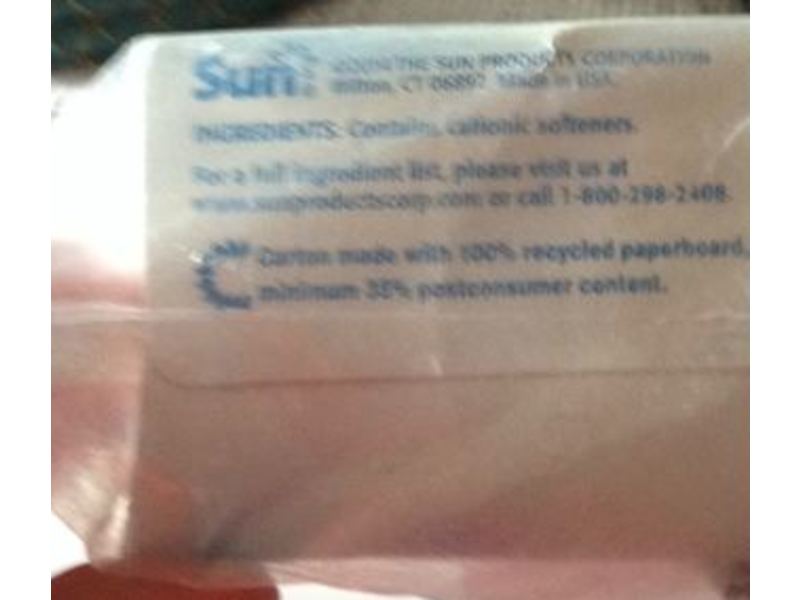 Sun THE SUN PRODUCTS CORPORATION
Wilton, CT 06897. Made in USA.
INGREDIENTS: Contains cationic softeners.
For a full ingredient list, please visit us at
www.sunproductscorp.com or call 1-800-298-2408.
Carton made with 100% recycled paperboard,
minimum 35% postconsumer content.